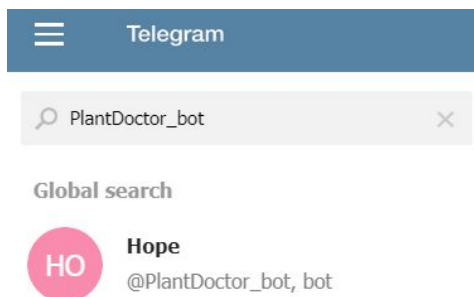 Telegram
PlantDoctor_bot
Global search
HO
Hope
@PlantDoctor_bot, bot